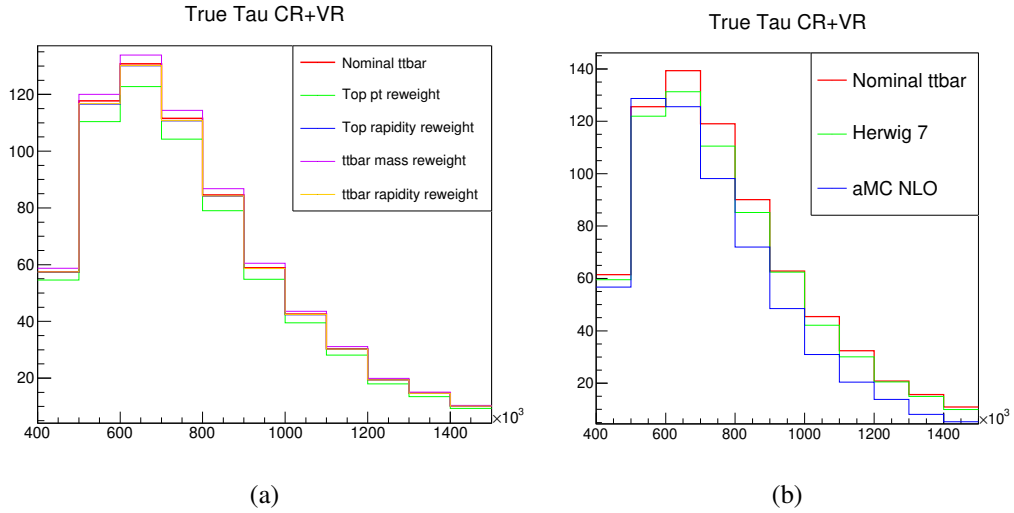 True Tau CR+VR
Nominal ttbar
Top pt reweight
Top rapidity reweight
ttbar mass reweight
ttbar rapidity reweight
120
100
80
60
40
20
400 600 800 1000 1200 1400
×10³
(a)
True Tau CR+VR
Nominal ttbar
Herwig 7
aMC NLO
140
120
100
80
60
40
20
400 600 800 1000 1200 1400
×10³
(b)